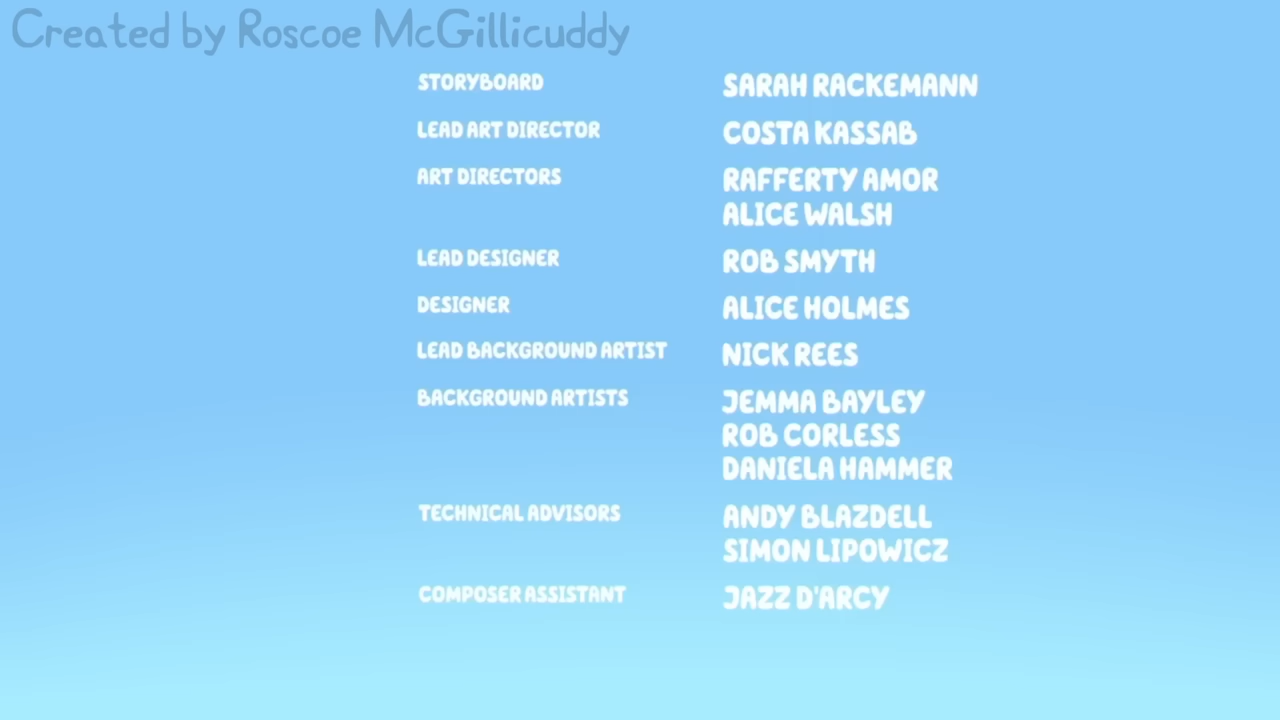 Created by Roscoe McGillicuddy
STORYBOARD SARAH RACKEMANN
LEAD ART DIRECTOR COSTA KASSAB
ART DIRECTORS RAFFERTY AMOR
ALICE WALSH
LEAD DESIGNER ROB SMYTH
DESIGNER ALICE HOLMES
LEAD BACKGROUND ARTIST NICK REES
BACKGROUND ARTISTS JEMMA BAYLEY
ROB CORLESS
DANIELA HAMMER
TECHNICAL ADVISORS ANDY BLAZDELL
SIMON LIPOWICZ
COMPOSER ASSISTANT JAZZ D'ARCY